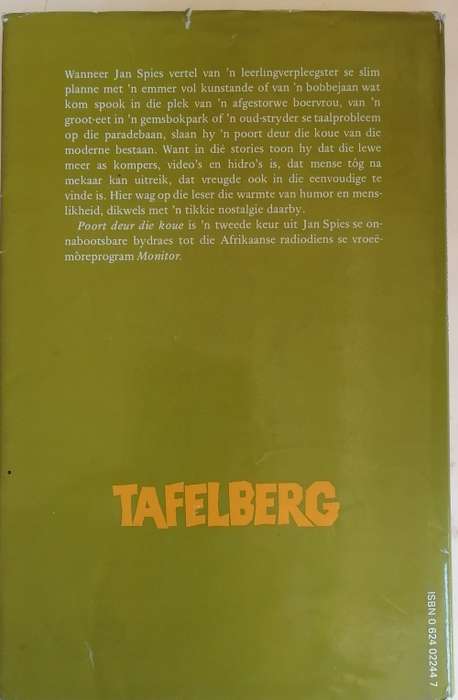 Wanneer Jan Spies vertel van 'n leerlingverpleegster se slim
planne met 'n emmer vol kunstande of van 'n bobbejaan wat
kom spook in die plek van 'n afgestorwe boervrou, van 'n
groot-eet in 'n gemsbokpark of 'n oud-stryder se taalprobleem
op die paradebaan, slaan hy 'n poort deur die koue van die
moderne bestaan. Want in dié stories toon hy dat die lewe
meer as kompers, video's en hidro's is, dat mense tóg na
mekaar kan uitreik, dat vreugde ook in die eenvoudige te
vinde is. Hier wag op die leser die warmte van humor en mens-
likheid, dikwels met 'n tikkie nostalgie daarby.
Poort deur die koue is 'n tweede keur uit Jan Spies se on-
nabootsbare bydraes tot die Afrikaanse radiodiens se vroeë-
môreprogram Monitor.
TAFELBERG
ISBN 0 624 02244 7